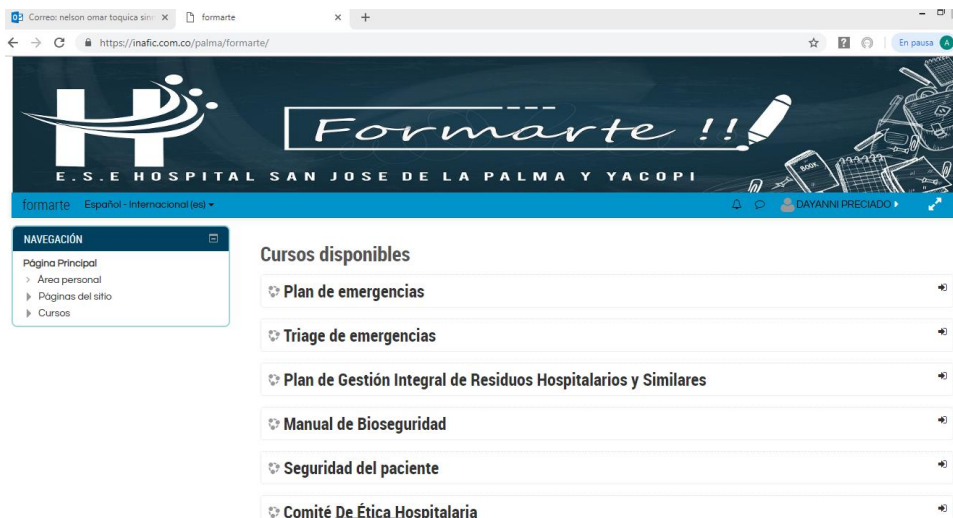 Correo: nelson omar toquica sin
formarte
https://inafic.com.co/palma/formarte/
En pausa A
H
Formarte !!
BOOK
E.S.E HOSPITAL SAN JOSE DE LA PALMA Y YACOPI
formarte Español - Internacional (es)
DAYANNI PRECIADO
NAVEGACIÓN
Página Principal
Área personal
Páginas del sitio
Cursos
Cursos disponibles
Plan de emergencias
Triage de emergencias
Plan de Gestión Integral de Residuos Hospitalarios y Similares
Manual de Bioseguridad
Seguridad del paciente
Comité De Ética Hospitalaria